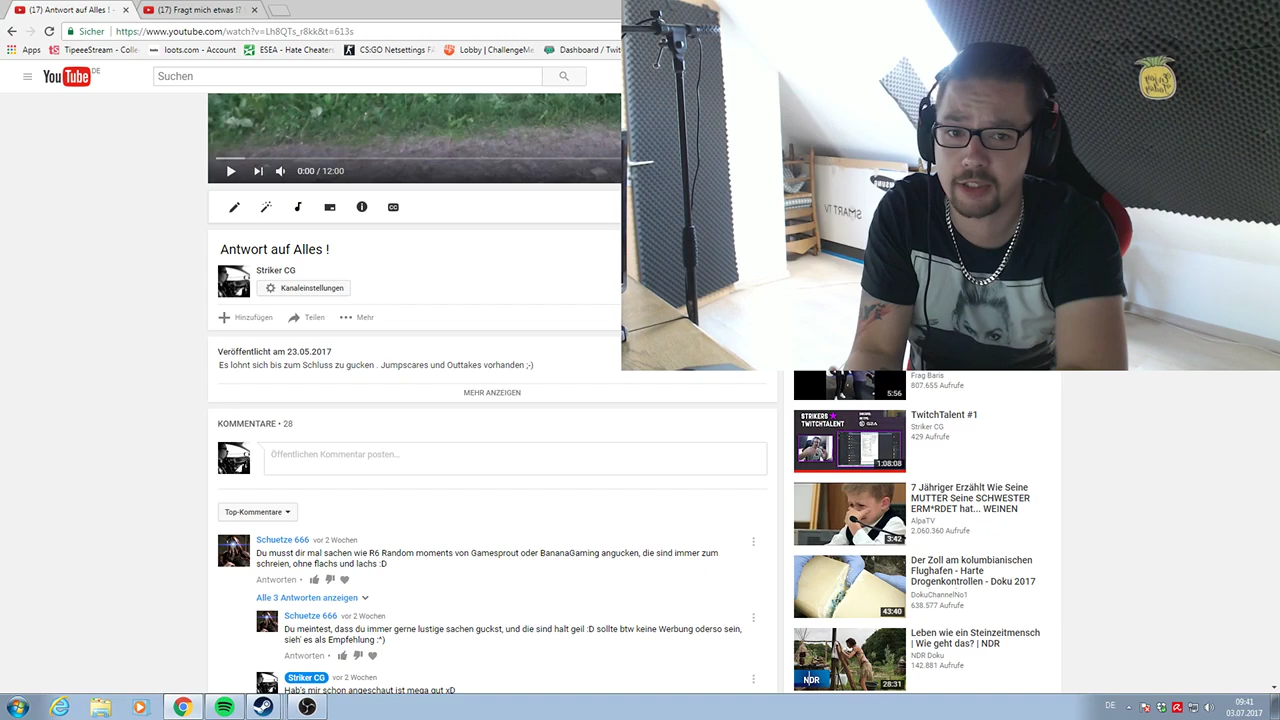 (17) Antwort auf Alles ! -
(17) Fragt mich etwas !?
Sicher
https://www.youtube.com/watch?v=Lh8QTs_r8kk&t=613s
Apps
TipeeeStream - Colle
loots.com - Account
ESEA - Hate Cheaters
CS:GO Netsettings FA
Lobby | ChallengeMe
Dashboard / Twit
YouTube DE
Suchen
Enjoy
today
SAMSUNG
SMART TV
0:00 / 12:00
CC
Antwort auf Alles !
Striker CG
Kanaleinstellungen
Hinzufügen
Teilen
Mehr
Veröffentlicht am 23.05.2017
Es lohnt sich bis zum Schluss zu gucken . Jumpscares und Outtakes vorhanden ;-)
MEHR ANZEIGEN
KOMMENTARE • 28
Öffentlichen Kommentar posten...
Top-Kommentare
Schuetze 666 vor 2 Wochen
Du musst dir mal sachen wie R6 Random moments von Gamesprout oder BananaGaming angucken, die sind immer zum
schreien, ohne flachs und lachs :D
Antworten •
Alle 3 Antworten anzeigen
Schuetze 666 vor 2 Wochen
Du meintest, dass du immer gerne lustige sachen guckst, und die sind halt geil :D sollte btw keine Werbung oderso sein,
sieh' es als Empfehlung :^)
Antworten •
Striker CG vor 2 Wochen
Hab's mir schon angeschaut ist mega gut xD
Frag Baris
807.655 Aufrufe
5:56
TwitchTalent #1
Striker CG
429 Aufrufe
STRIKERS
TWITCHTALENT
G2A
1:08:08
7 Jähriger Erzählt Wie Seine
MUTTER Seine SCHWESTER
ERM*RDET hat... WEINEN
AlpaTV
2.060.360 Aufrufe
3:42
Der Zoll am kolumbianischen
Flughafen - Harte
Drogenkontrollen - Doku 2017
DokuChannelNo1
638.577 Aufrufe
43:40
Leben wie ein Steinzeitmensch
| Wie geht das? | NDR
NDR Doku
142.881 Aufrufe
NDR
28:31
DE
09:41
03.07.2017